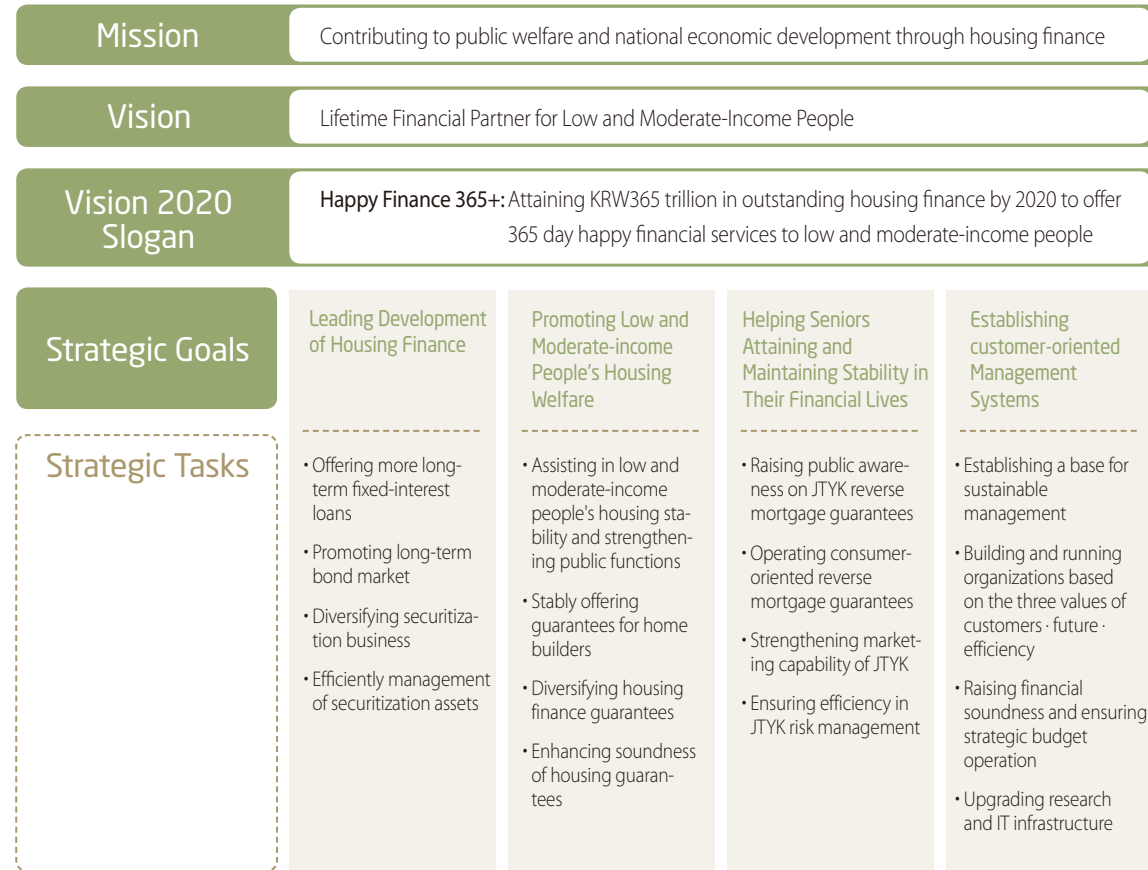 Mission
Contributing to public welfare and national economic development through housing finance
Vision
Lifetime Financial Partner for Low and Moderate-Income People
Vision 2020
Slogan
Happy Finance 365+: Attaining KRW365 trillion in outstanding housing finance by 2020 to offer
365 day happy financial services to low and moderate-income people
Strategic Goals
Leading Development
of Housing Finance
Promoting Low and
Moderate-income
People's Housing
Welfare
Helping Seniors
Attaining and
Maintaining Stability in
Their Financial Lives
Establishing
customer-oriented
Management
Systems
Strategic Tasks
• Offering more long-
term fixed-interest
loans
• Promoting long-term
bond market
• Diversifying securitiza-
tion business
• Efficiently management
of securitization assets
• Assisting in low and
moderate-income
people's housing sta-
bility and strengthen-
ing public functions
• Stably offering
guarantees for home
builders
• Diversifying housing
finance guarantees
• Enhancing soundness
of housing guaran-
tees
• Raising public aware-
ness on JTYK reverse
mortgage guarantees
• Operating consumer-
oriented reverse
mortgage guarantees
• Strengthening market-
ing capability of JTYK
• Ensuring efficiency in
JTYK risk management
• Establishing a base for
sustainable
management
• Building and running
organizations based
on the three values of
customers · future ·
efficiency
• Raising financial
soundness and ensuring
strategic budget
operation
• Upgrading research
and IT infrastructure